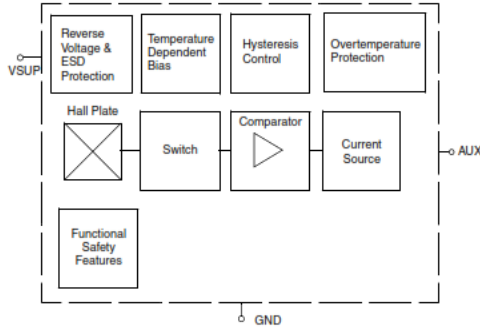 Reverse
Voltage &
ESD
Protection
Temperature
Dependent
Bias
Hysteresis
Control
Overtemperature
Protection
VSUP
Hall Plate
Switch
Comparator
Current
Source
AUX
Functional
Safety
Features
GND